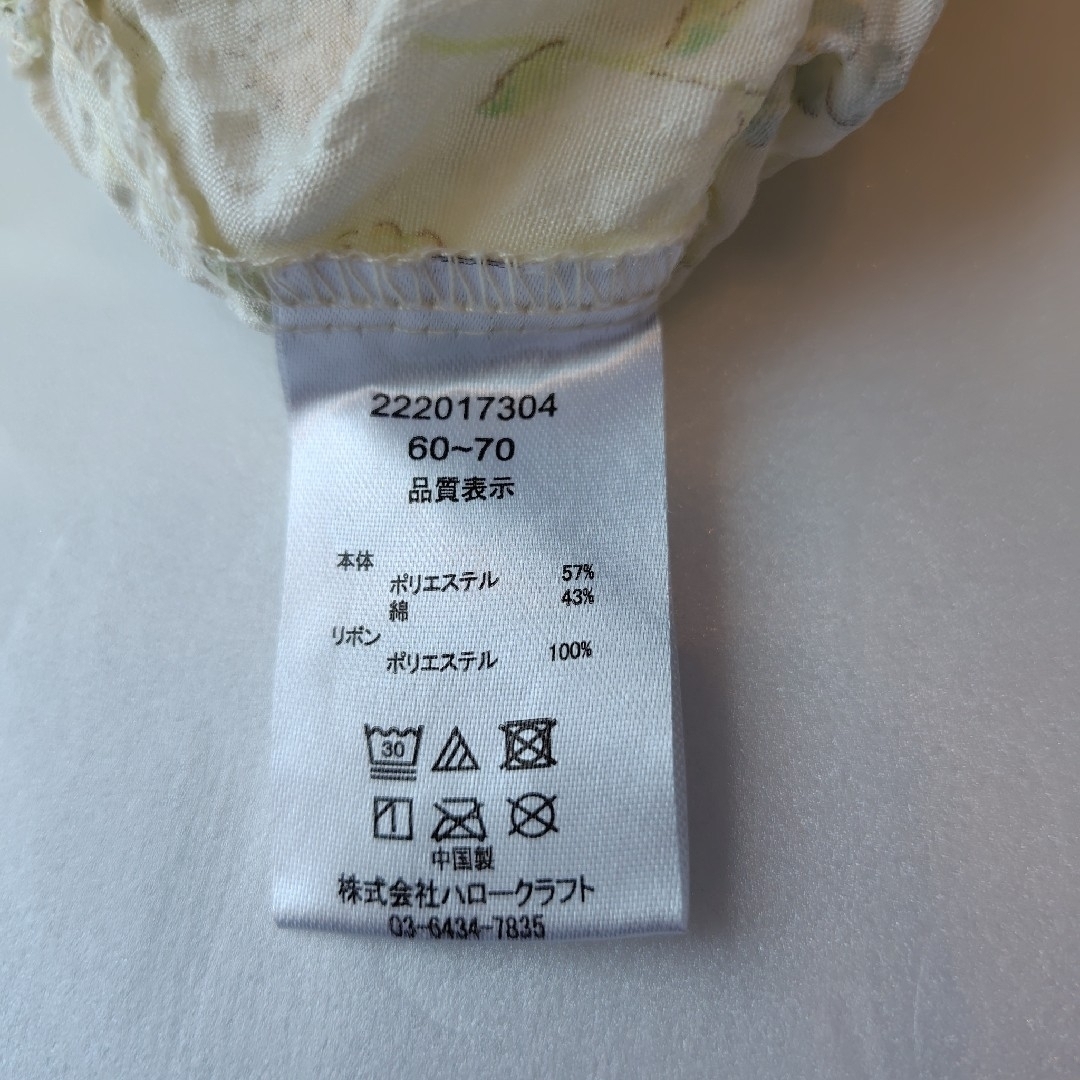 222017304
60~70
品質表示
本体
ポリエステル 57%
綿 43%
リボン
ポリエステル 100%
30
中国製
株式会社ハロークラフト
03-6434-7835